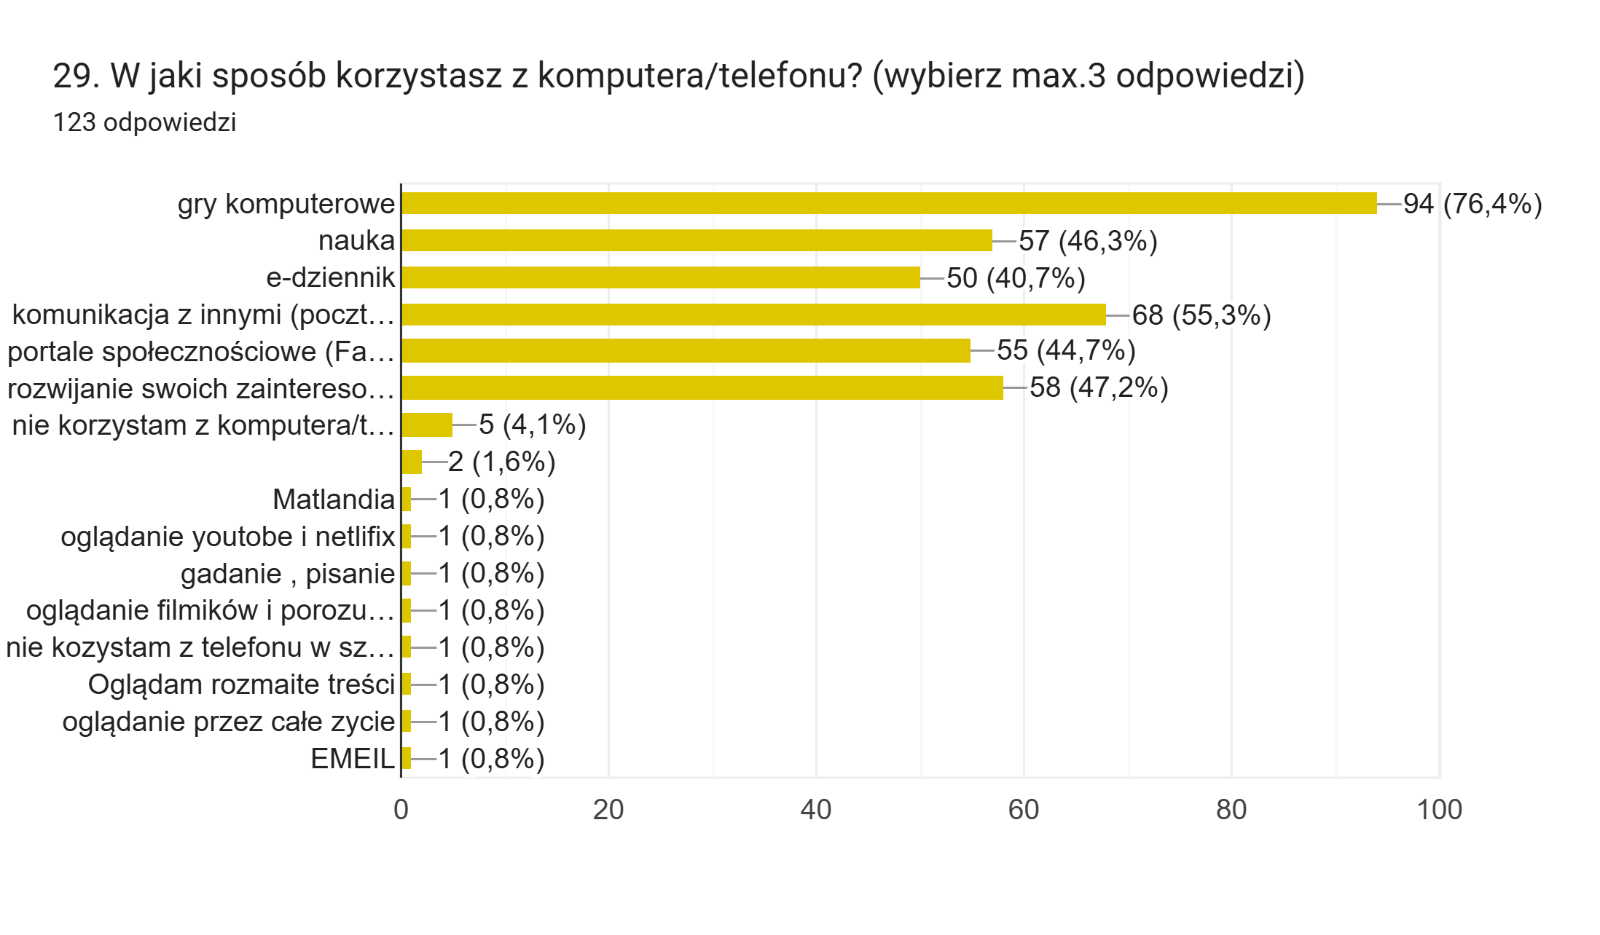 29. W jaki sposób korzystasz z komputera/telefonu? (wybierz max.3 odpowiedzi)
123 odpowiedzi
gry komputerowe 94 (76,4%)
nauka 57 (46,3%)
e-dziennik 50 (40,7%)
komunikacja z innymi (poczt… 68 (55,3%)
portale społecznościowe (Fa… 55 (44,7%)
rozwijanie swoich zaintereso… 58 (47,2%)
nie korzystam z komputera/t… 5 (4,1%)
2 (1,6%)
Matlandia 1 (0,8%)
oglądanie youtobe i netlifix 1 (0,8%)
gadanie , pisanie 1 (0,8%)
oglądanie filmików i porozu… 1 (0,8%)
nie kozystam z telefonu w sz… 1 (0,8%)
Oglądam rozmaite treści 1 (0,8%)
oglądanie przez całe zycie 1 (0,8%)
EMEIL 1 (0,8%)
0 20 40 60 80 100